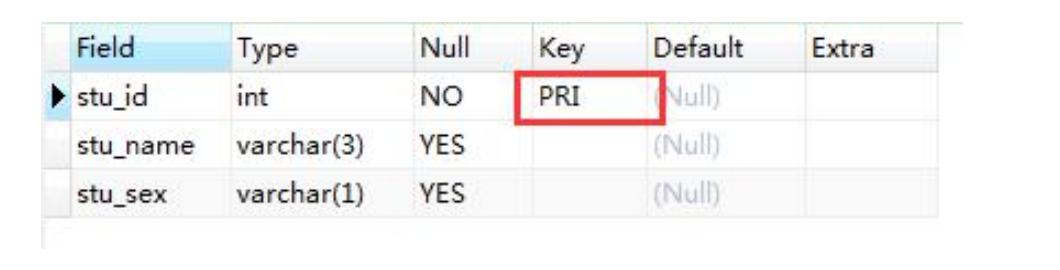 Field Type Null Key Default Extra
stu_id int NO PRI (Null)
stu_name varchar(3) YES (Null)
stu_sex varchar(1) YES (Null)